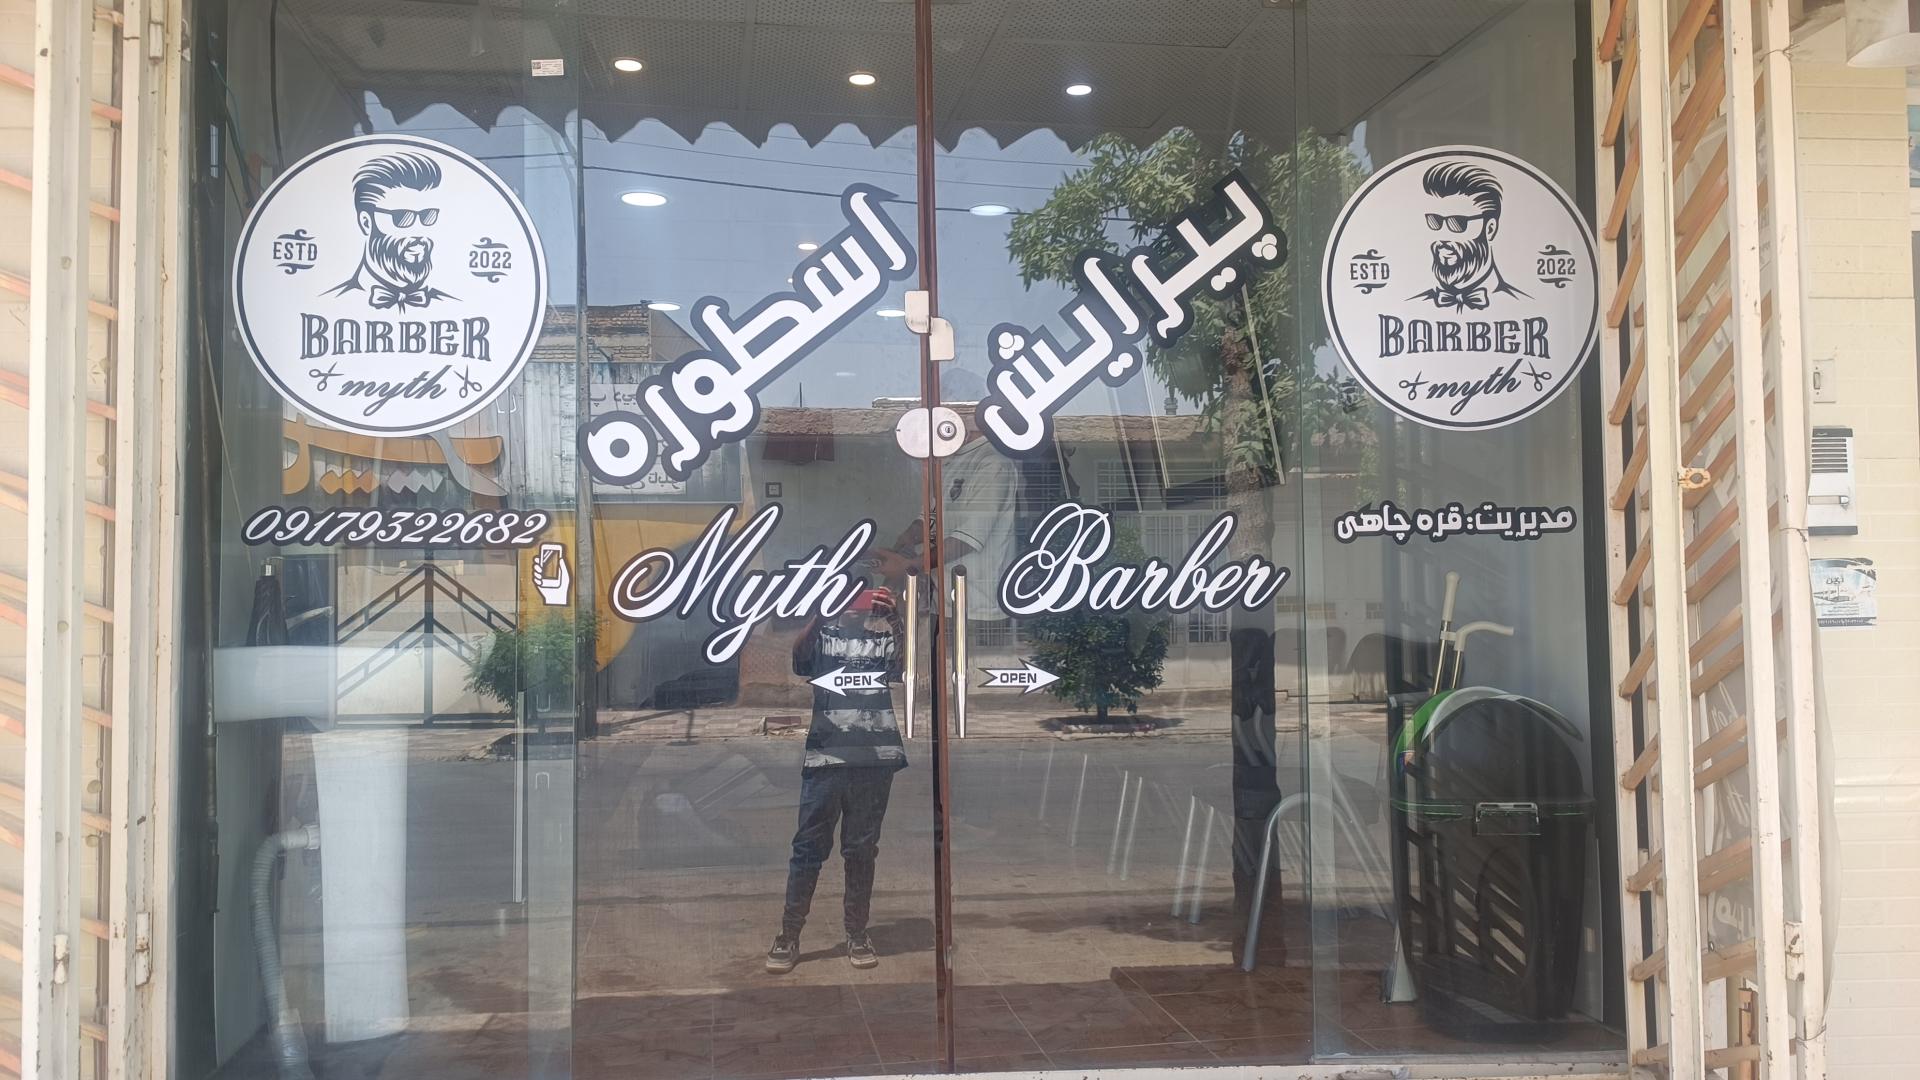 پیرایش
اسطوره
ESTD
2022
BARBER
myth
ESTD
2022
BARBER
myth
09179322682
مدیریت: قره چاهی
Myth Barber
OPEN
OPEN